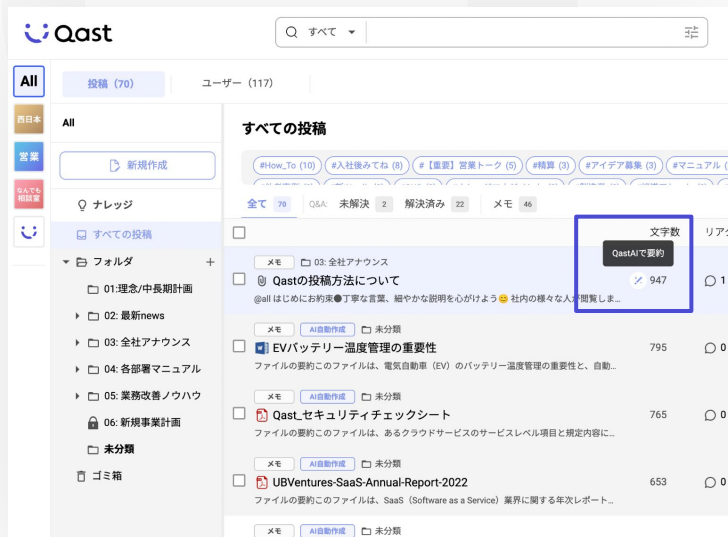 Qast
すべて
All
投稿（70）
ユーザー（117）
西日本
All
すべての投稿
営業
新規作成
#How_To (10)
#入社後みてね (8)
#【重要】営業トーク (5)
#精算 (3)
#アイデア募集 (3)
#マニュアル (
なんでも
相談室
ナレッジ
全て 70
Q&A:
未解決 2
解決済み 22
メモ 46
すべての投稿
文字数
リア
フォルダ
QastAIで要約
メモ
03: 全社アナウンス
Qastの投稿方法について
947
1
01:理念/中長期計画
@all はじめにお約束●丁寧な言葉、細やかな説明を心がけよう😊 社内の様々な人が閲覧しま...
02: 最新news
メモ
AI自動作成
未分類
03: 全社アナウンス
EVバッテリー温度管理の重要性
795
0
04: 各部署マニュアル
ファイルの要約このファイルは、電気自動車（EV）のバッテリー温度管理の重要性と、自動...
05: 業務改善ノウハウ
メモ
AI自動作成
未分類
06: 新規事業計画
Qast_セキュリティチェックシート
765
0
ファイルの要約このファイルは、あるクラウドサービスのサービスレベル項目と規定内容に...
未分類
メモ
AI自動作成
未分類
ゴミ箱
UBVentures-SaaS-Annual-Report-2022
653
0
ファイルの要約このファイルは、SaaS（Software as a Service）業界に関する年次レポート...
メモ
AI自動作成
未分類